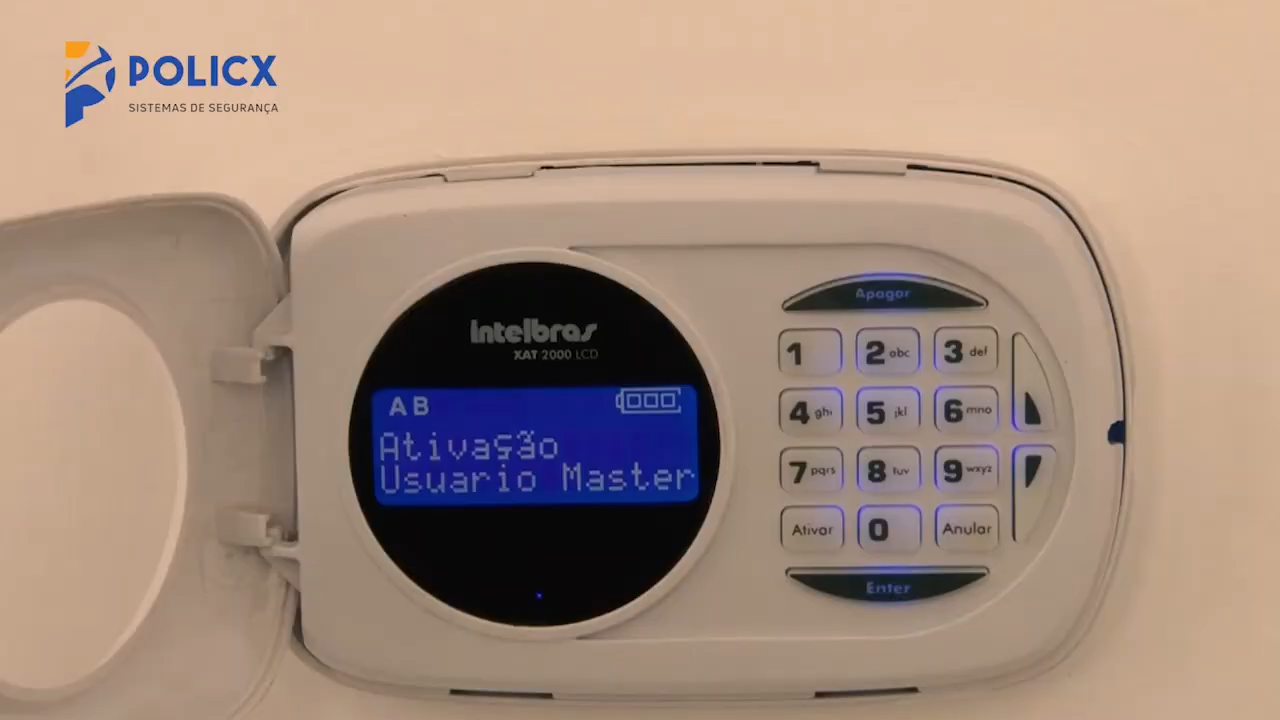 POLICX
SISTEMAS DE SEGURANÇA
intelbras
XAT 2000 LCD
A B
Ativação
Usuario Master
Apagar
1
2 abc
3 def
4 ghi
5 jkl
6 mno
7 pqrs
8 tuv
9 wxyz
Ativar
0
Anular
Enter